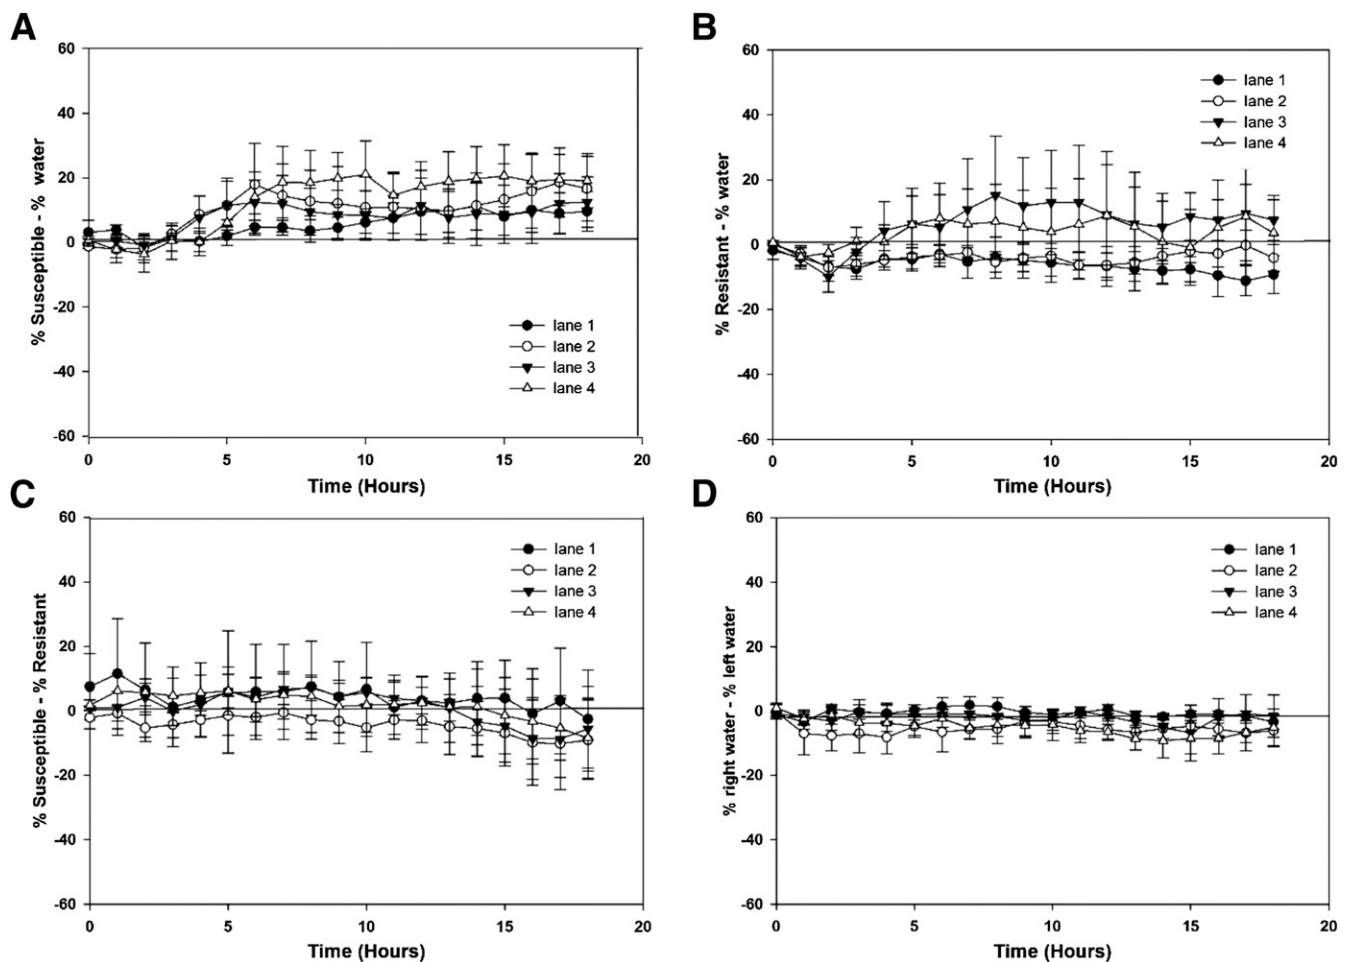 A
60
40
20
0
-20
-40
-60
% Susceptible - % water
lane 1
lane 2
lane 3
lane 4
0
5
10
15
20
Time (Hours)
B
60
40
20
0
-20
-40
-60
% Resistant - % water
lane 1
lane 2
lane 3
lane 4
0
5
10
15
20
Time (Hours)
C
60
40
20
0
-20
-40
-60
% Susceptible - % Resistant
lane 1
lane 2
lane 3
lane 4
0
5
10
15
20
Time (Hours)
D
60
40
20
0
-20
-40
-60
% right water - % left water
lane 1
lane 2
lane 3
lane 4
0
5
10
15
20
Time (Hours)